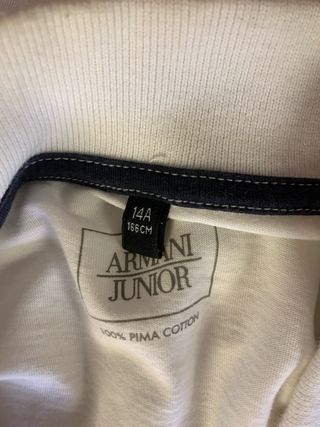 14A
166CM
ARMANI
JUNIOR
100% PIMA COTTON